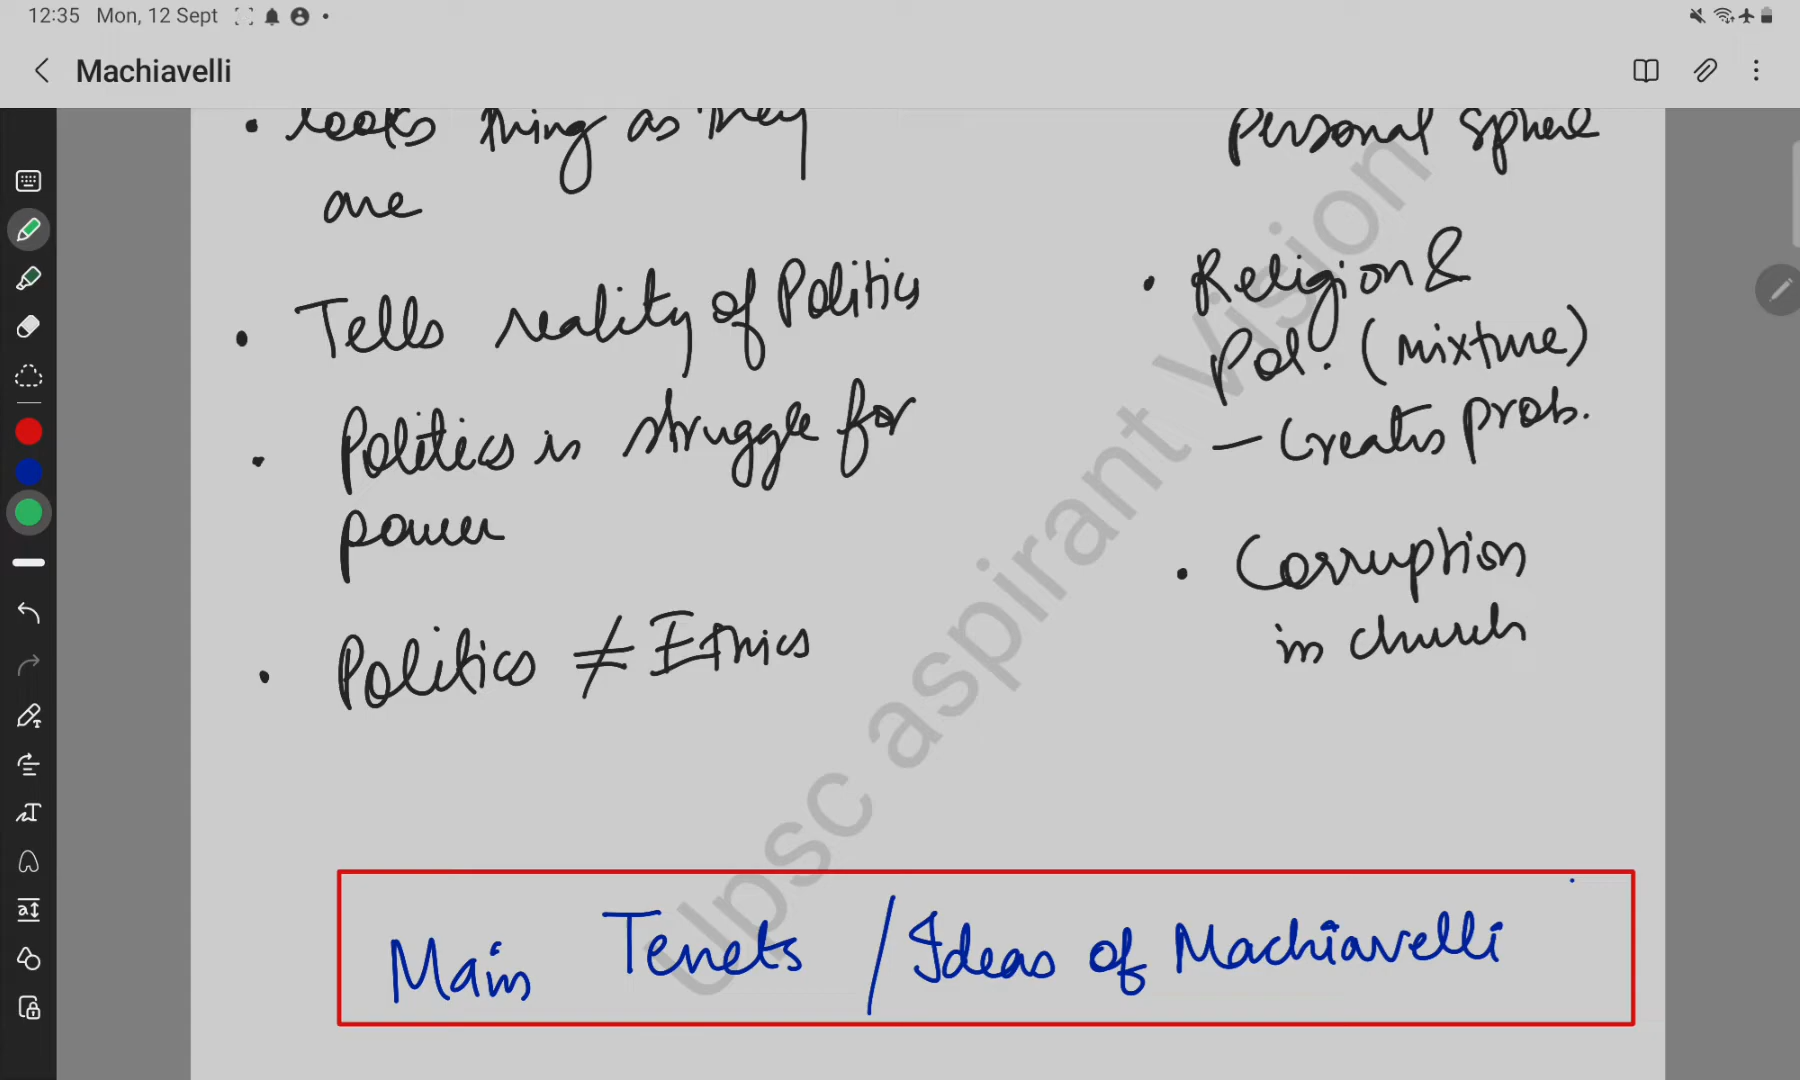 12:35 Mon, 12 Sept
Machiavelli
• looks thing as they
are
• Tells reality of Politics
• Politics is struggle for
power
• Politics ≠ Ethics
personal sphere
• Religion &
Pol. (mixture)
– Creates prob.
• Corruption
in church
Upsc aspirant Vision
Main Tenets / Ideas of Machiavelli